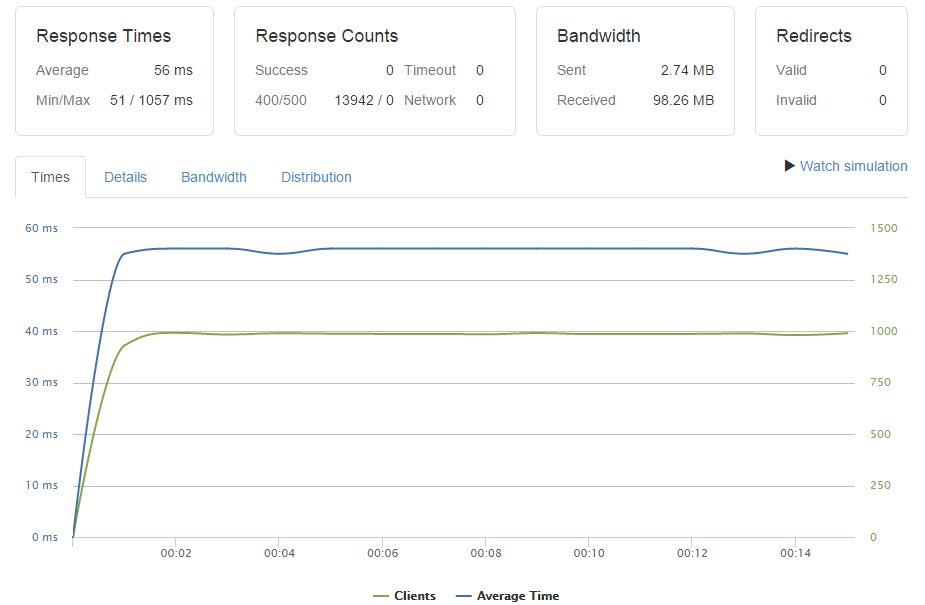 Response Times
Average 56 ms
Min/Max 51 / 1057 ms
Response Counts
Success 0 Timeout 0
400/500 13942 / 0 Network 0
Bandwidth
Sent 2.74 MB
Received 98.26 MB
Redirects
Valid 0
Invalid 0
Times Details Bandwidth Distribution
Watch simulation
60 ms 1500
50 ms 1250
40 ms 1000
30 ms 750
20 ms 500
10 ms 250
0 ms 0
00:02 00:04 00:06 00:08 00:10 00:12 00:14
Clients Average Time